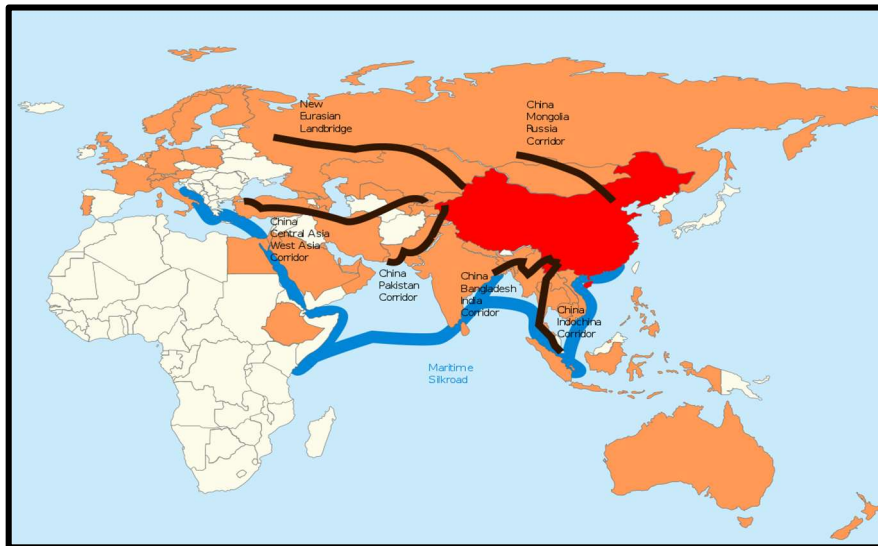 New
Eurasian
Landbridge
China
Mongolia
Russia
Corridor
China
Central Asia
West Asia
Corridor
China
Pakistan
Corridor
China
Bangladesh
India
Corridor
China
Indochina
Corridor
Maritime
Silkroad